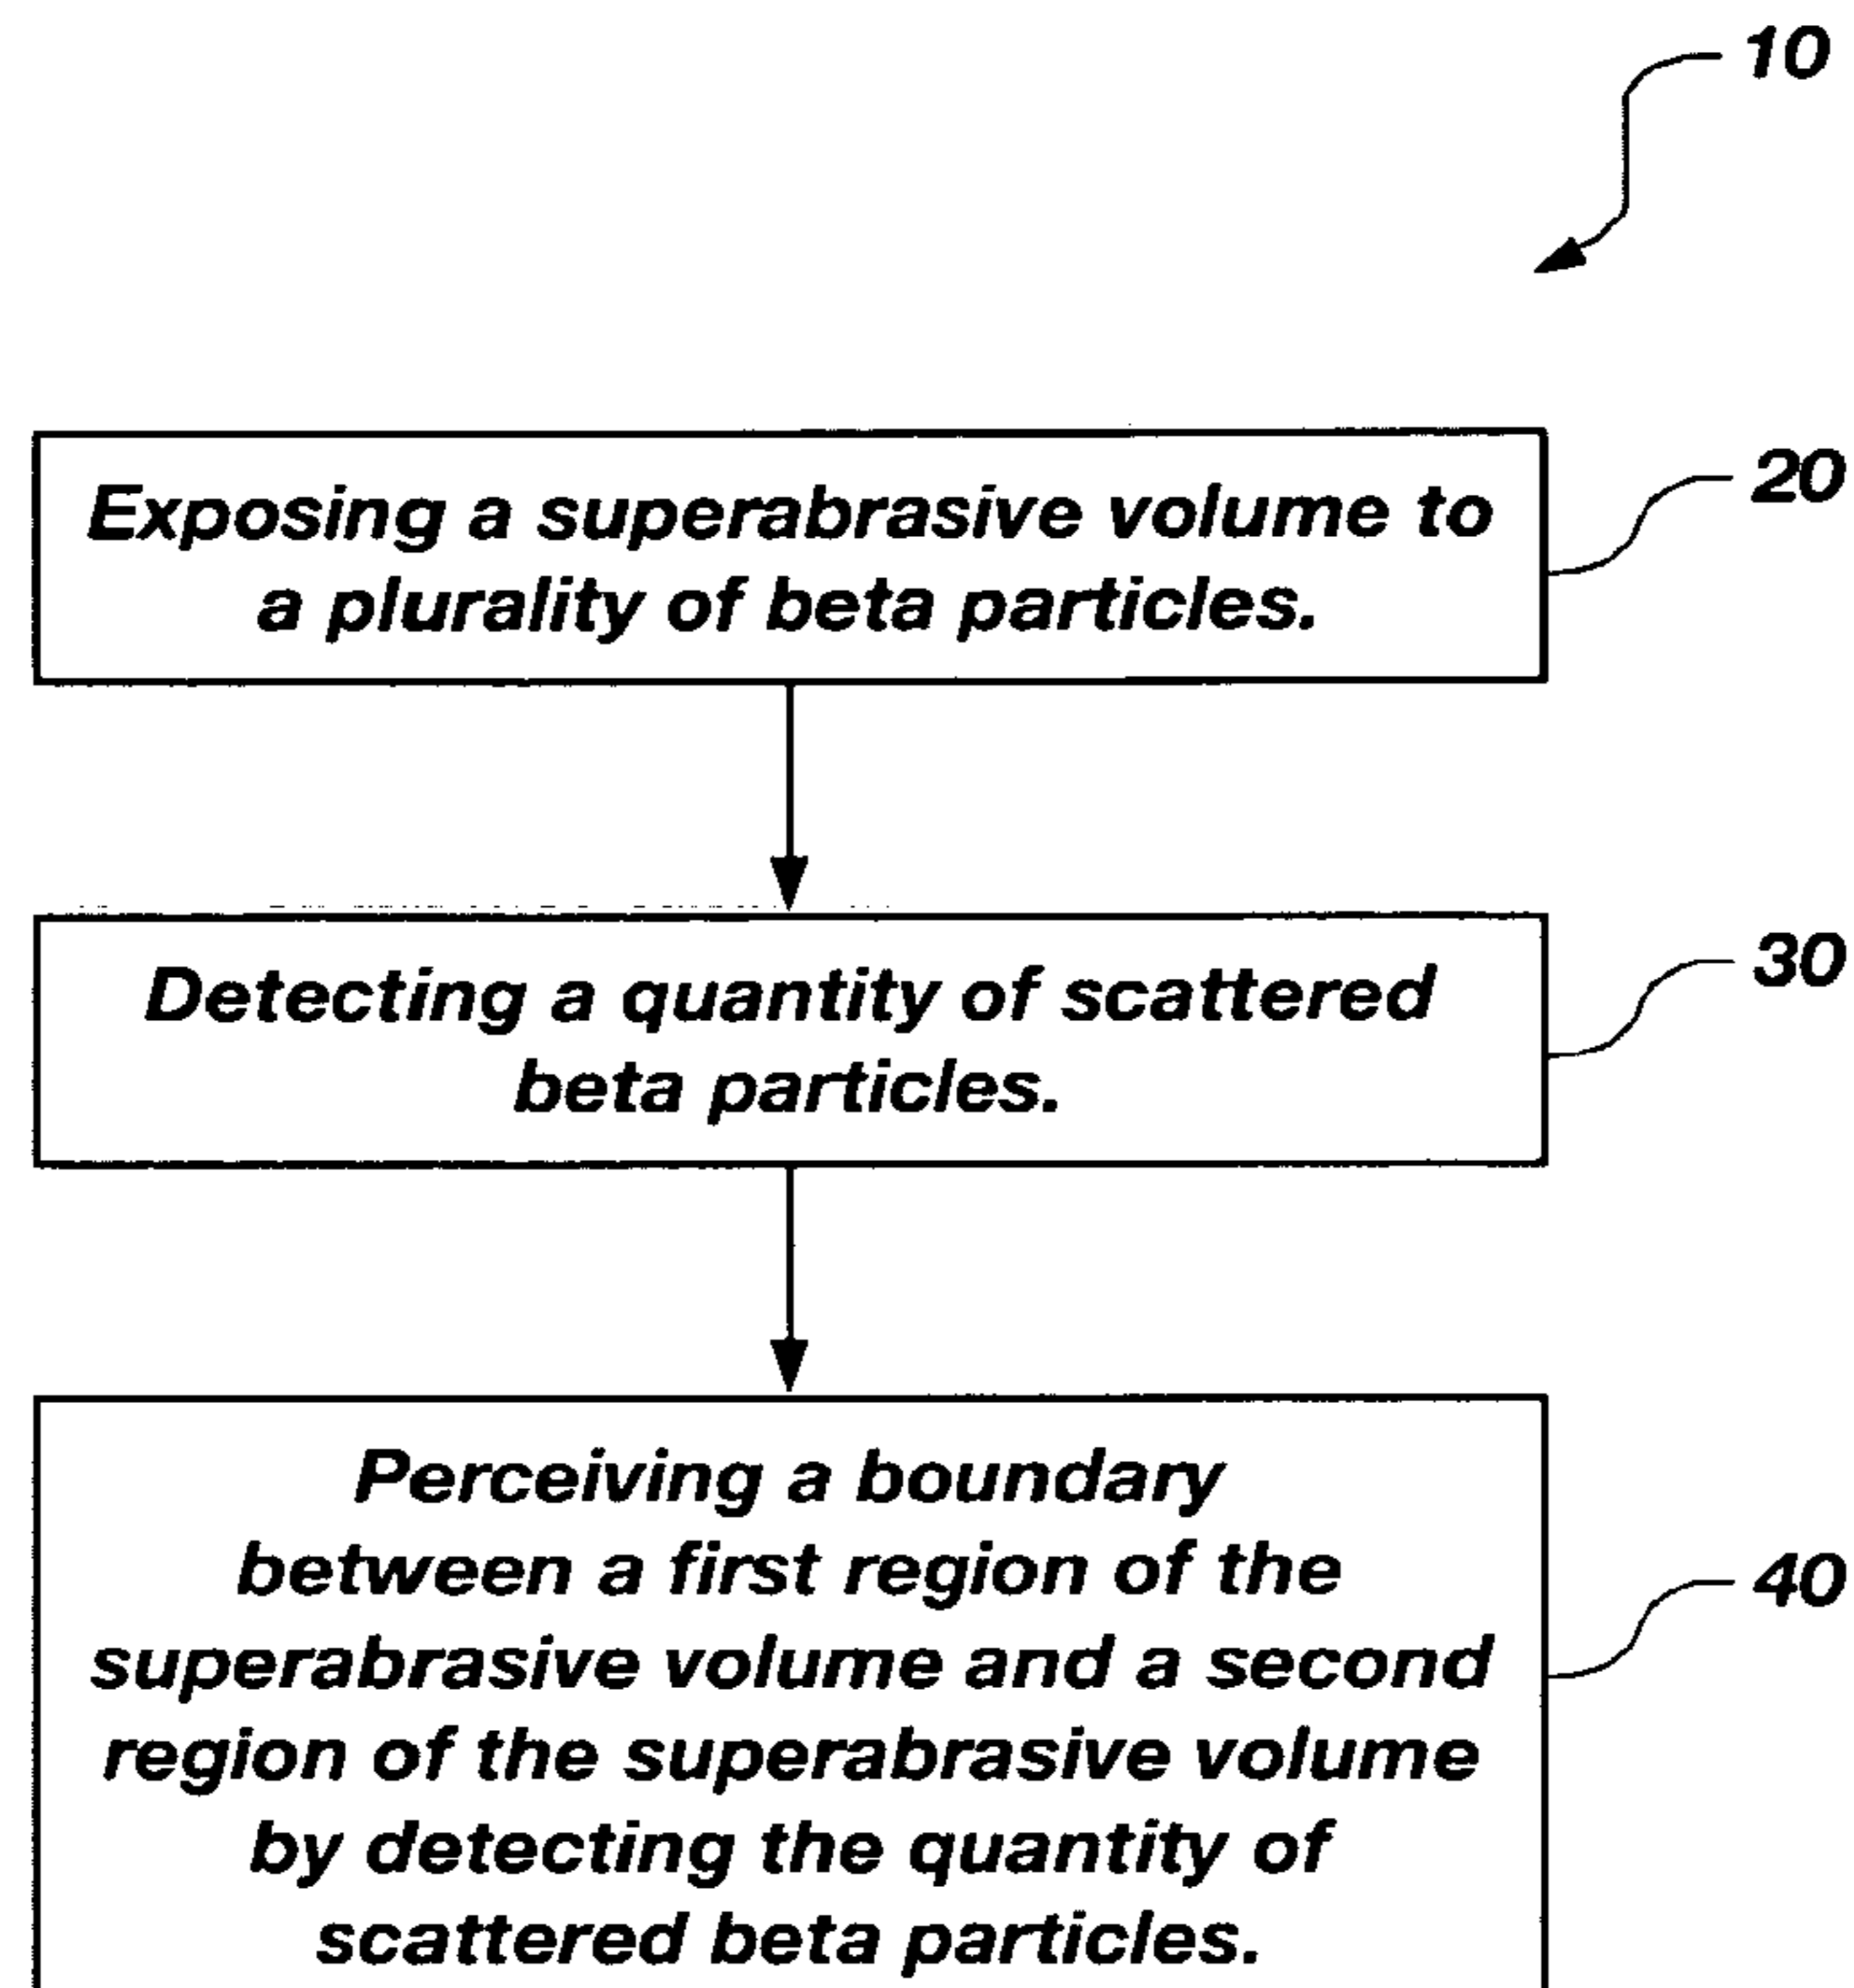 10
Exposing a superabrasive volume to
a plurality of beta particles.
20
Detecting a quantity of scattered
beta particles.
30
Perceiving a boundary
between a first region of the
superabrasive volume and a second
region of the superabrasive volume
by detecting the quantity of
scattered beta particles.
40